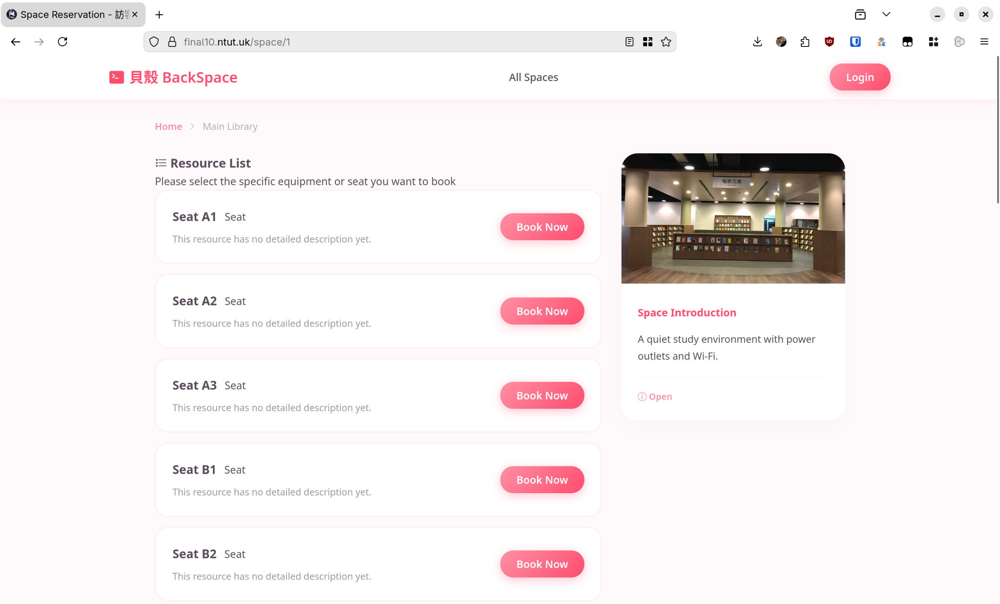 Space Reservation - 訪
final10.ntut.uk/space/1
貝殼 BackSpace
All Spaces
Login
Home
Main Library
Resource List
Please select the specific equipment or seat you want to book
Seat A1 Seat
This resource has no detailed description yet.
Book Now
Seat A2 Seat
This resource has no detailed description yet.
Book Now
Seat A3 Seat
This resource has no detailed description yet.
Book Now
Seat B1 Seat
This resource has no detailed description yet.
Book Now
Seat B2 Seat
This resource has no detailed description yet.
Book Now
暢銷文庫
Space Introduction
A quiet study environment with power
outlets and Wi-Fi.
Open